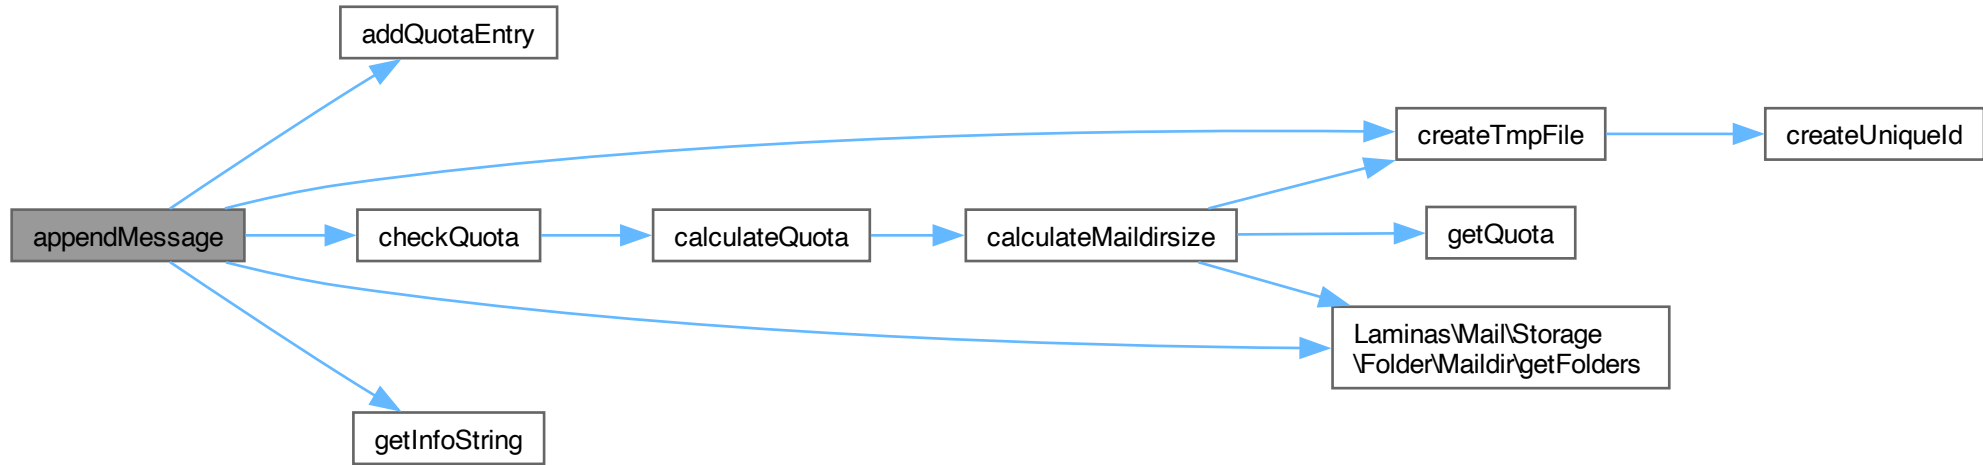 addQuotaEntry
createTmpFile
createUniqueId
appendMessage
checkQuota
calculateQuota
calculateMaildirsize
getQuota
Laminas\Mail\Storage
\Folder\Maildir\getFolders
getInfoString